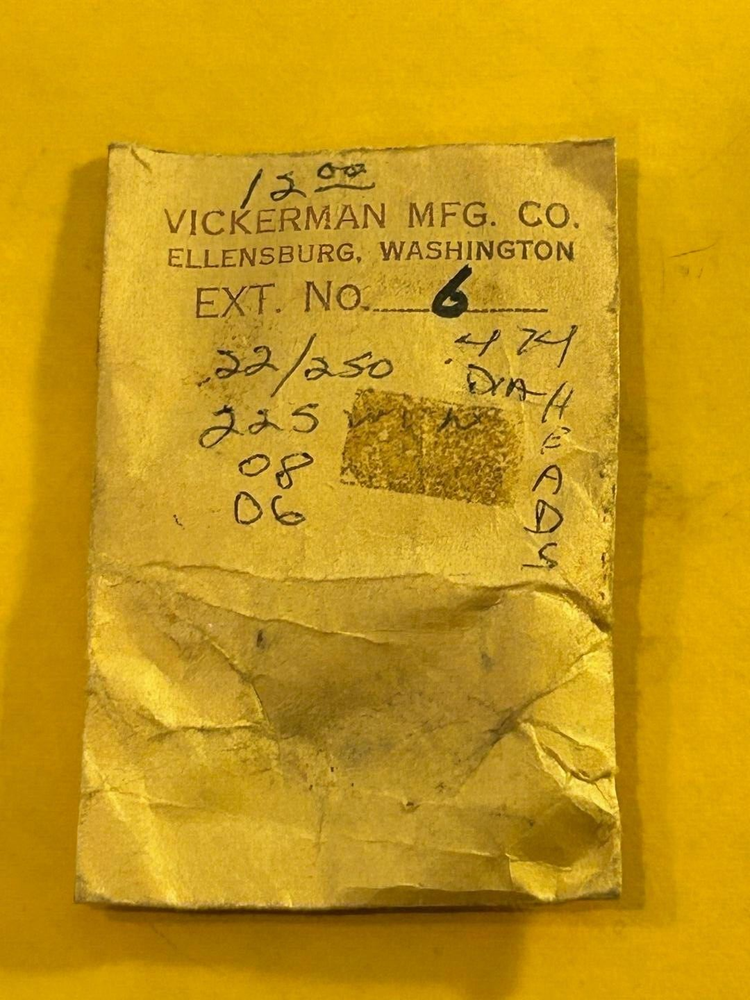 12 00
VICKERMAN MFG. CO.
ELLENSBURG, WASHINGTON
EXT. NO. 6
.22/250 .474
DIA HEADS
225 WIN
08
06